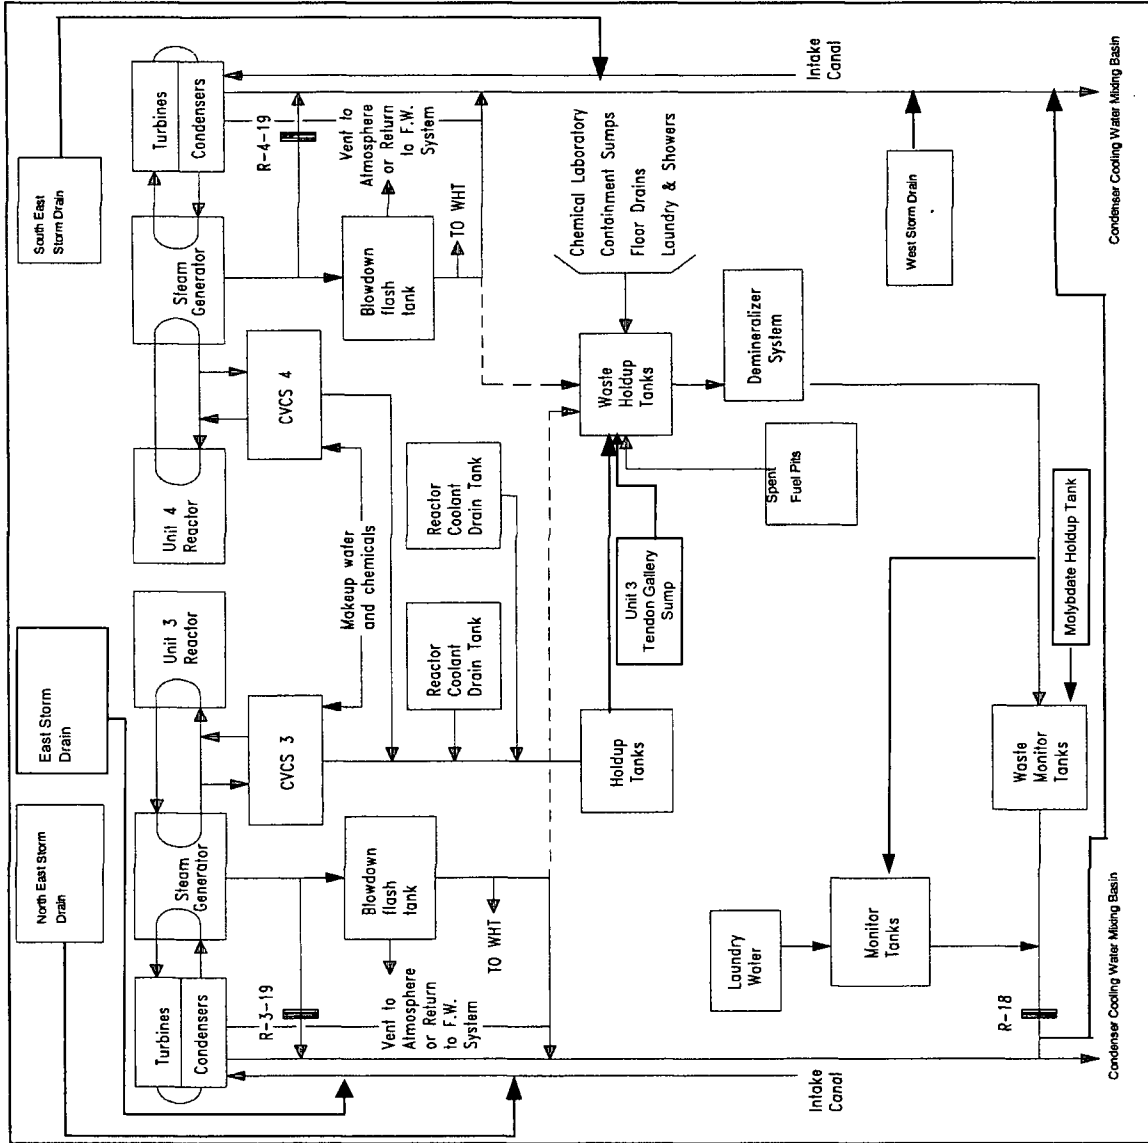 South East
Storm Drain
East Storm
Drain
North East Storm
Drain
Turbines
Condensers
Steam
Generator
Unit 4
Reactor
Unit 3
Reactor
Steam
Generator
Turbines
Condensers
R-4-19
CVCS 4
Makeup water
and chemicals
CVCS 3
R-3-19
Vent to
Atmosphere
or Return
to F.W.
System
Blowdown
flash
tank
TO WHT
Reactor
Coolant
Drain Tank
Reactor
Coolant
Drain Tank
Blowdown
flash
tank
TO WHT
Vent to
Atmosphere
or Return
to F.W.
System
Chemical Laboratory
Containment Sumps
Floor Drains
Laundry & Showers
Waste
Holdup
Tanks
Unit 3
Tendon Gallery
Sump
Holdup
Tanks
Demineralizer
System
Spent
Fuel Pits
Laundry
Water
Intake
Canal
Intake
Canal
Monitor
Tanks
West Storm Drain
Molybdate Holdup Tank
Waste
Monitor
Tanks
R-18
Condenser Cooling Water Mixing Basin
Condenser Cooling Water Mixing Basin